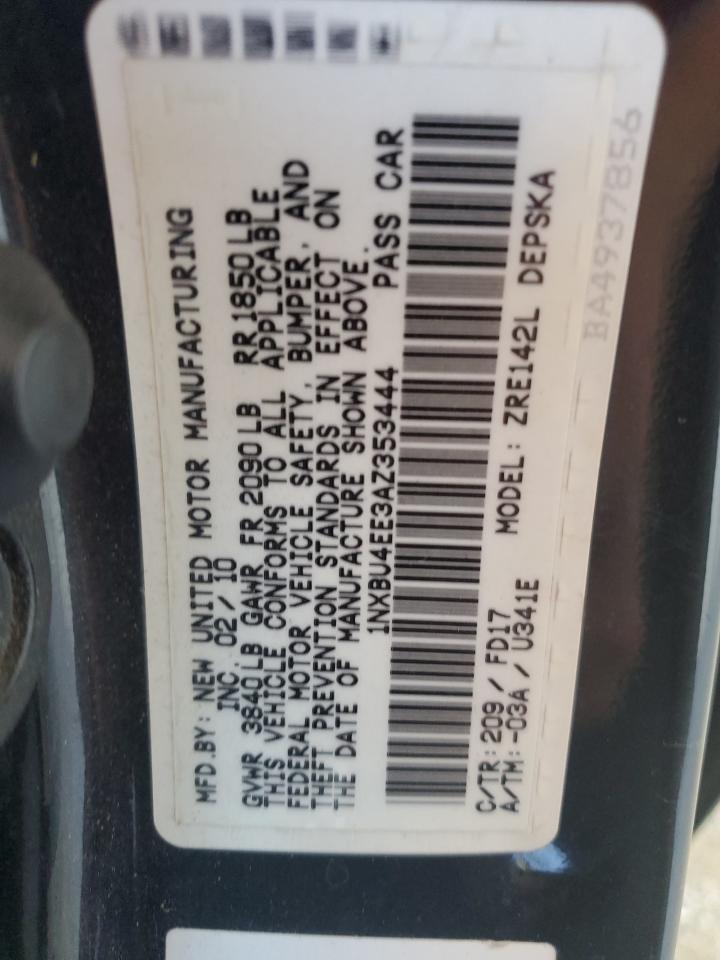 MFD.BY: NEW UNITED MOTOR MANUFACTURING
INC. 02/10
GVWR 3840LB GAWR FR 2090LB RR 1850LB
THIS VEHICLE CONFORMS TO ALL APPLICABLE
FEDERAL MOTOR VEHICLE SAFETY, BUMPER, AND
THEFT PREVENTION STANDARDS IN EFFECT ON
THE DATE OF MANUFACTURE SHOWN ABOVE.
1NXBU4EE3AZ353444 PASS CAR
C/TR: 209/FD17 MODEL: ZRE142L DEPSKA
A/TM: -03A/U341E
BA4937856